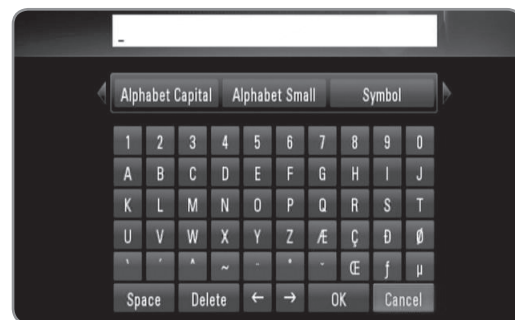 _
Alphabet Capital Alphabet Small Symbol
1 2 3 4 5 6 7 8 9 0
A B C D E F G H I J
K L M N O P Q R S T
U V W X Y Z Æ Ç Ð Ø
~ Œ ƒ µ
Space Delete ← → OK Cancel